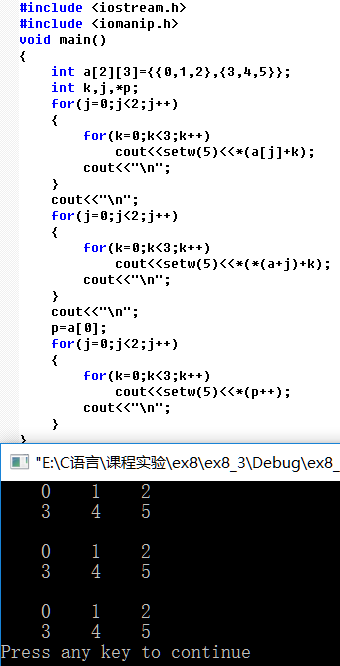 #include <iostream.h>
#include <iomanip.h>
void main()
{
    int a[2][3]={{0,1,2},{3,4,5}};
    int k,j,*p;
    for(j=0;j<2;j++)
    {
        for(k=0;k<3;k++)
            cout<<setw(5)<<*(a[j]+k);
        cout<<"\n";
    }
    cout<<"\n";
    for(j=0;j<2;j++)
    {
        for(k=0;k<3;k++)
            cout<<setw(5)<<*(*(a+j)+k);
        cout<<"\n";
    }
    cout<<"\n";
    p=a[0];
    for(j=0;j<2;j++)
    {
        for(k=0;k<3;k++)
            cout<<setw(5)<<*(p++);
        cout<<"\n";
    }
}
"E:\C语言\课程实验\ex8\ex8_3\Debug\ex8_
    0    1    2
    3    4    5
    0    1    2
    3    4    5
    0    1    2
    3    4    5
Press any key to continue